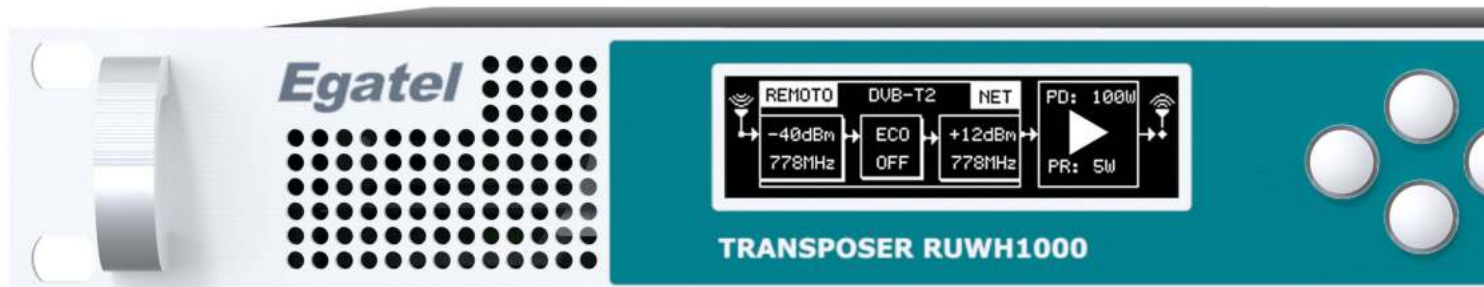 Egatel
REMOTO DVB-T2 NET PD: 100W
-40dBm ECO +12dBm
778MHz OFF 778MHz PR: 5W
TRANSPOSER RUWH1000